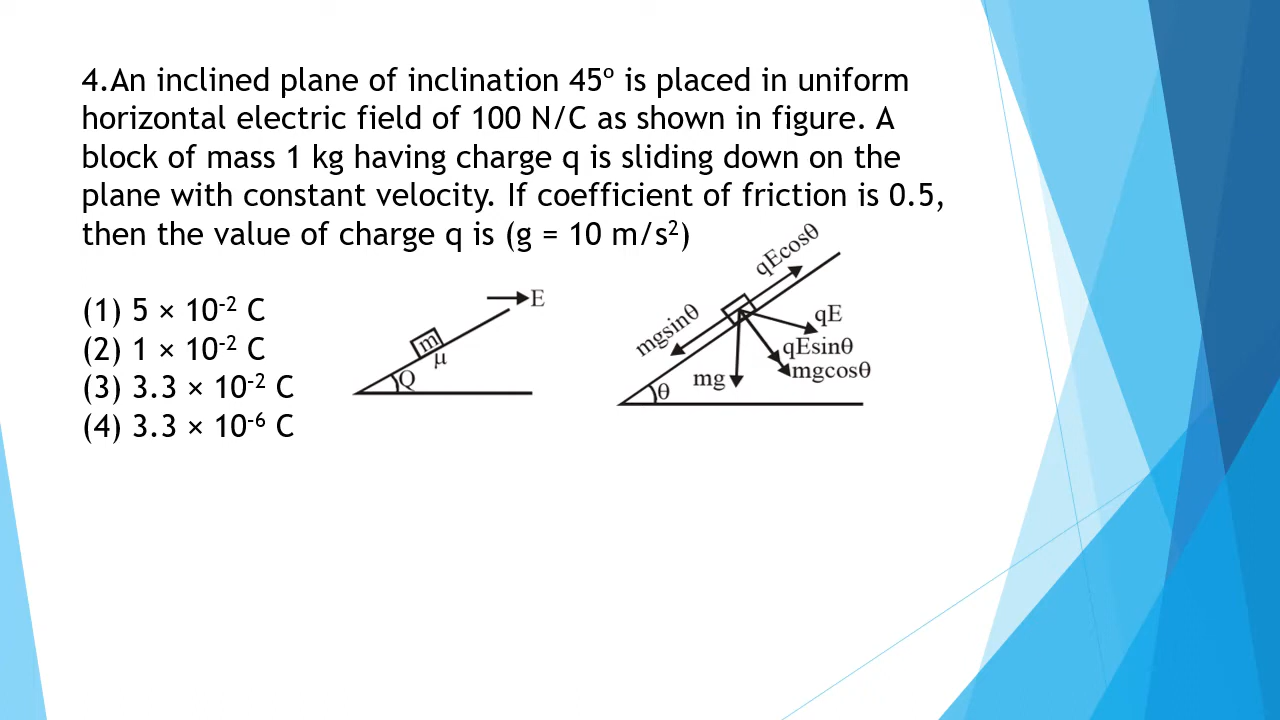 4.An inclined plane of inclination 45º is placed in uniform
horizontal electric field of 100 N/C as shown in figure. A
block of mass 1 kg having charge q is sliding down on the
plane with constant velocity. If coefficient of friction is 0.5,
then the value of charge q is (g = 10 m/s²)
(1) 5 × 10⁻² C
(2) 1 × 10⁻² C
(3) 3.3 × 10⁻² C
(4) 3.3 × 10⁻⁶ C
E
m
μ
Q
qEcosθ
mgsinθ
qE
qEsinθ
mgcosθ
mg
θ